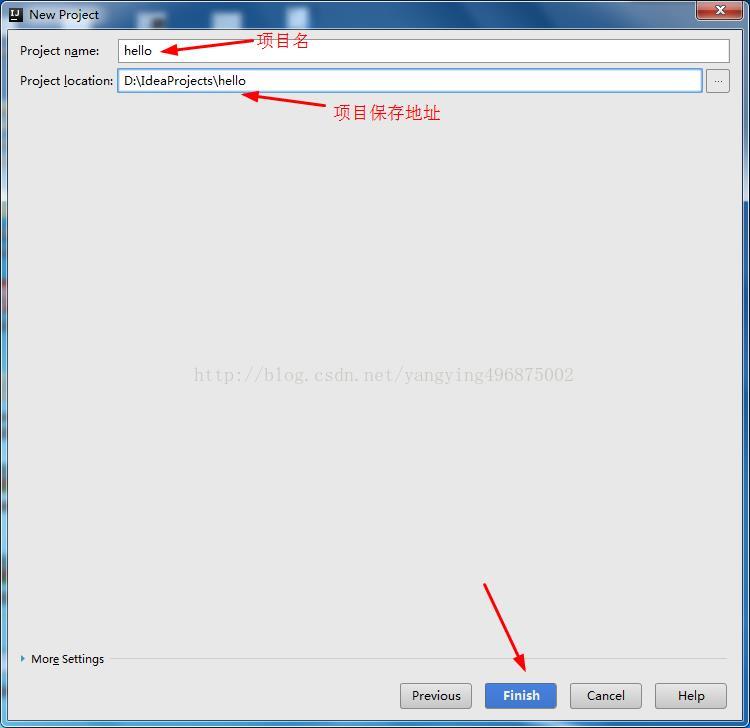 New Project
Project name: hello
项目名
Project location: D:\IdeaProjects\hello ...
项目保存地址
http://blog.csdn.net/yangying496875002
More Settings
Previous Finish Cancel Help